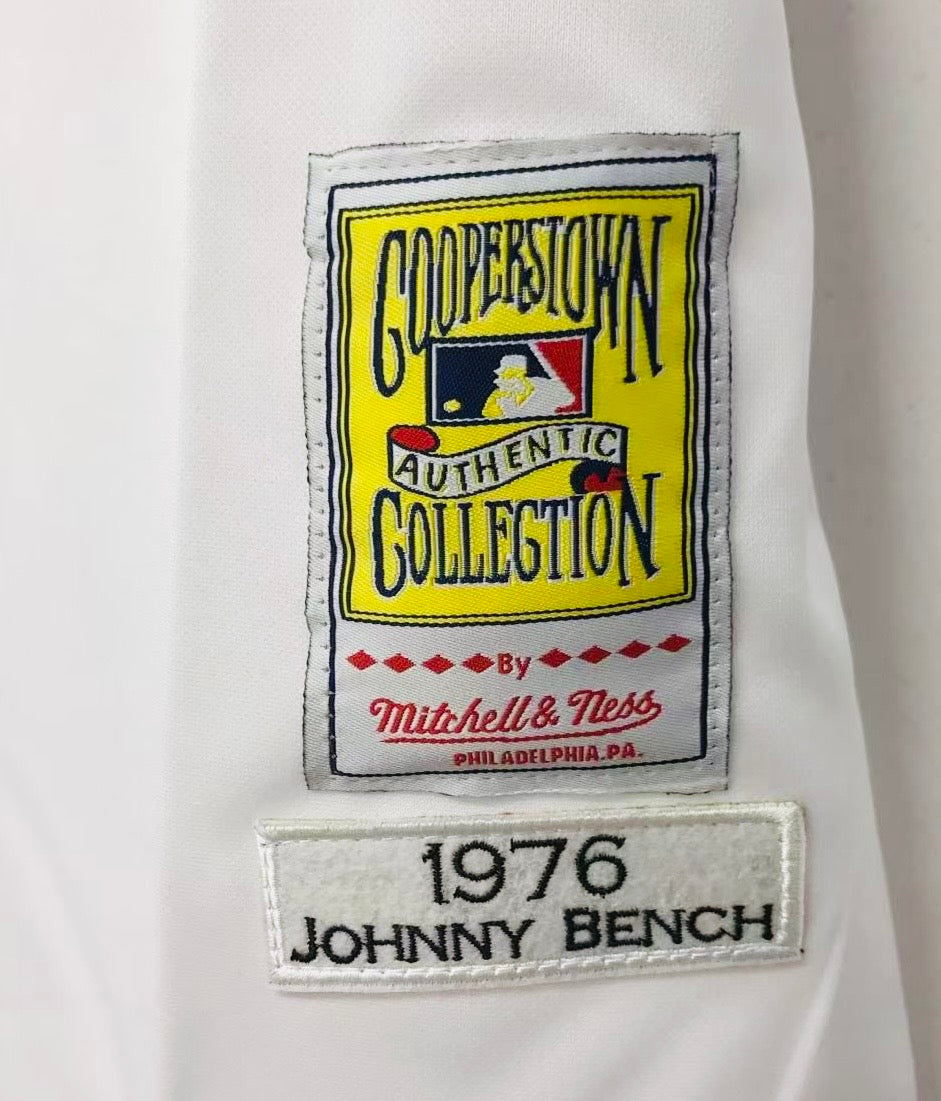 COOPERSTOWN
AUTHENTIC
COLLECTION
By
Mitchell & Ness
PHILADELPHIA.PA.
1976
JOHNNY BENCH